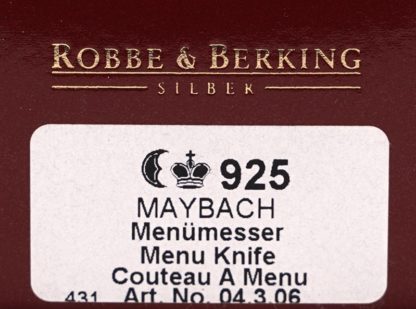 ROBBE & BERKING
SILBER
925
MAYBACH
Menümesser
Menu Knife
Couteau A Menu
431 Art. No. 04.3.06